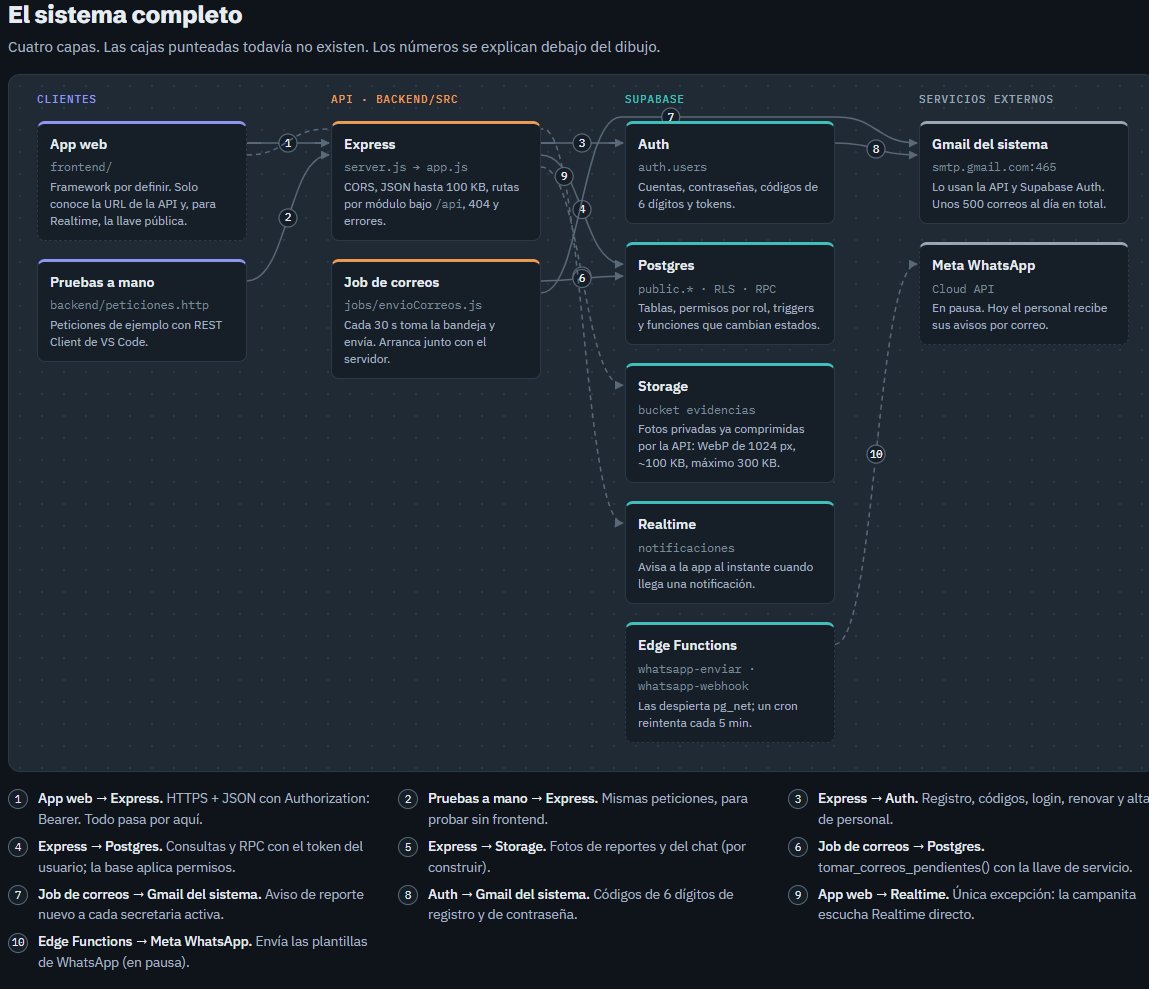 El sistema completo
Cuatro capas. Las cajas punteadas todavía no existen. Los números se explican debajo del dibujo.
CLIENTES
App web
frontend/
Framework por definir. Solo
conoce la URL de la API y, para
Realtime, la llave pública.
Pruebas a mano
backend/peticiones.http
Peticiones de ejemplo con REST
Client de VS Code.
1
2
API · BACKEND/SRC
Express
server.js → app.js
CORS, JSON hasta 100 KB, rutas
por módulo bajo /api, 404 y
errores.
Job de correos
jobs/envioCorreos.js
Cada 30 s toma la bandeja y
envía. Arranca junto con el
servidor.
3
9
4
6
SUPABASE
7
Auth
auth.users
Cuentas, contraseñas, códigos de
6 dígitos y tokens.
Postgres
public.* · RLS · RPC
Tablas, permisos por rol, triggers
y funciones que cambian estados.
Storage
bucket evidencias
Fotos privadas ya comprimidas
por la API: WebP de 1024 px,
~100 KB, máximo 300 KB.
Realtime
notificaciones
Avisa a la app al instante cuando
llega una notificación.
Edge Functions
whatsapp-enviar ·
whatsapp-webhook
Las despierta pg_net; un cron
reintenta cada 5 min.
8
10
SERVICIOS EXTERNOS
Gmail del sistema
smtp.gmail.com:465
Lo usan la API y Supabase Auth.
Unos 500 correos al día en total.
Meta WhatsApp
Cloud API
En pausa. Hoy el personal recibe
sus avisos por correo.
1 App web → Express. HTTPS + JSON con Authorization:
Bearer. Todo pasa por aquí.
2 Pruebas a mano → Express. Mismas peticiones, para
probar sin frontend.
3 Express → Auth. Registro, códigos, login, renovar y alta
de personal.
4 Express → Postgres. Consultas y RPC con el token del
usuario; la base aplica permisos.
5 Express → Storage. Fotos de reportes y del chat (por
construir).
6 Job de correos → Postgres.
tomar_correos_pendientes() con la llave de servicio.
7 Job de correos → Gmail del sistema. Aviso de reporte
nuevo a cada secretaria activa.
8 Auth → Gmail del sistema. Códigos de 6 dígitos de
registro y de contraseña.
9 App web → Realtime. Única excepción: la campanita
escucha Realtime directo.
10 Edge Functions → Meta WhatsApp. Envía las plantillas
de WhatsApp (en pausa).